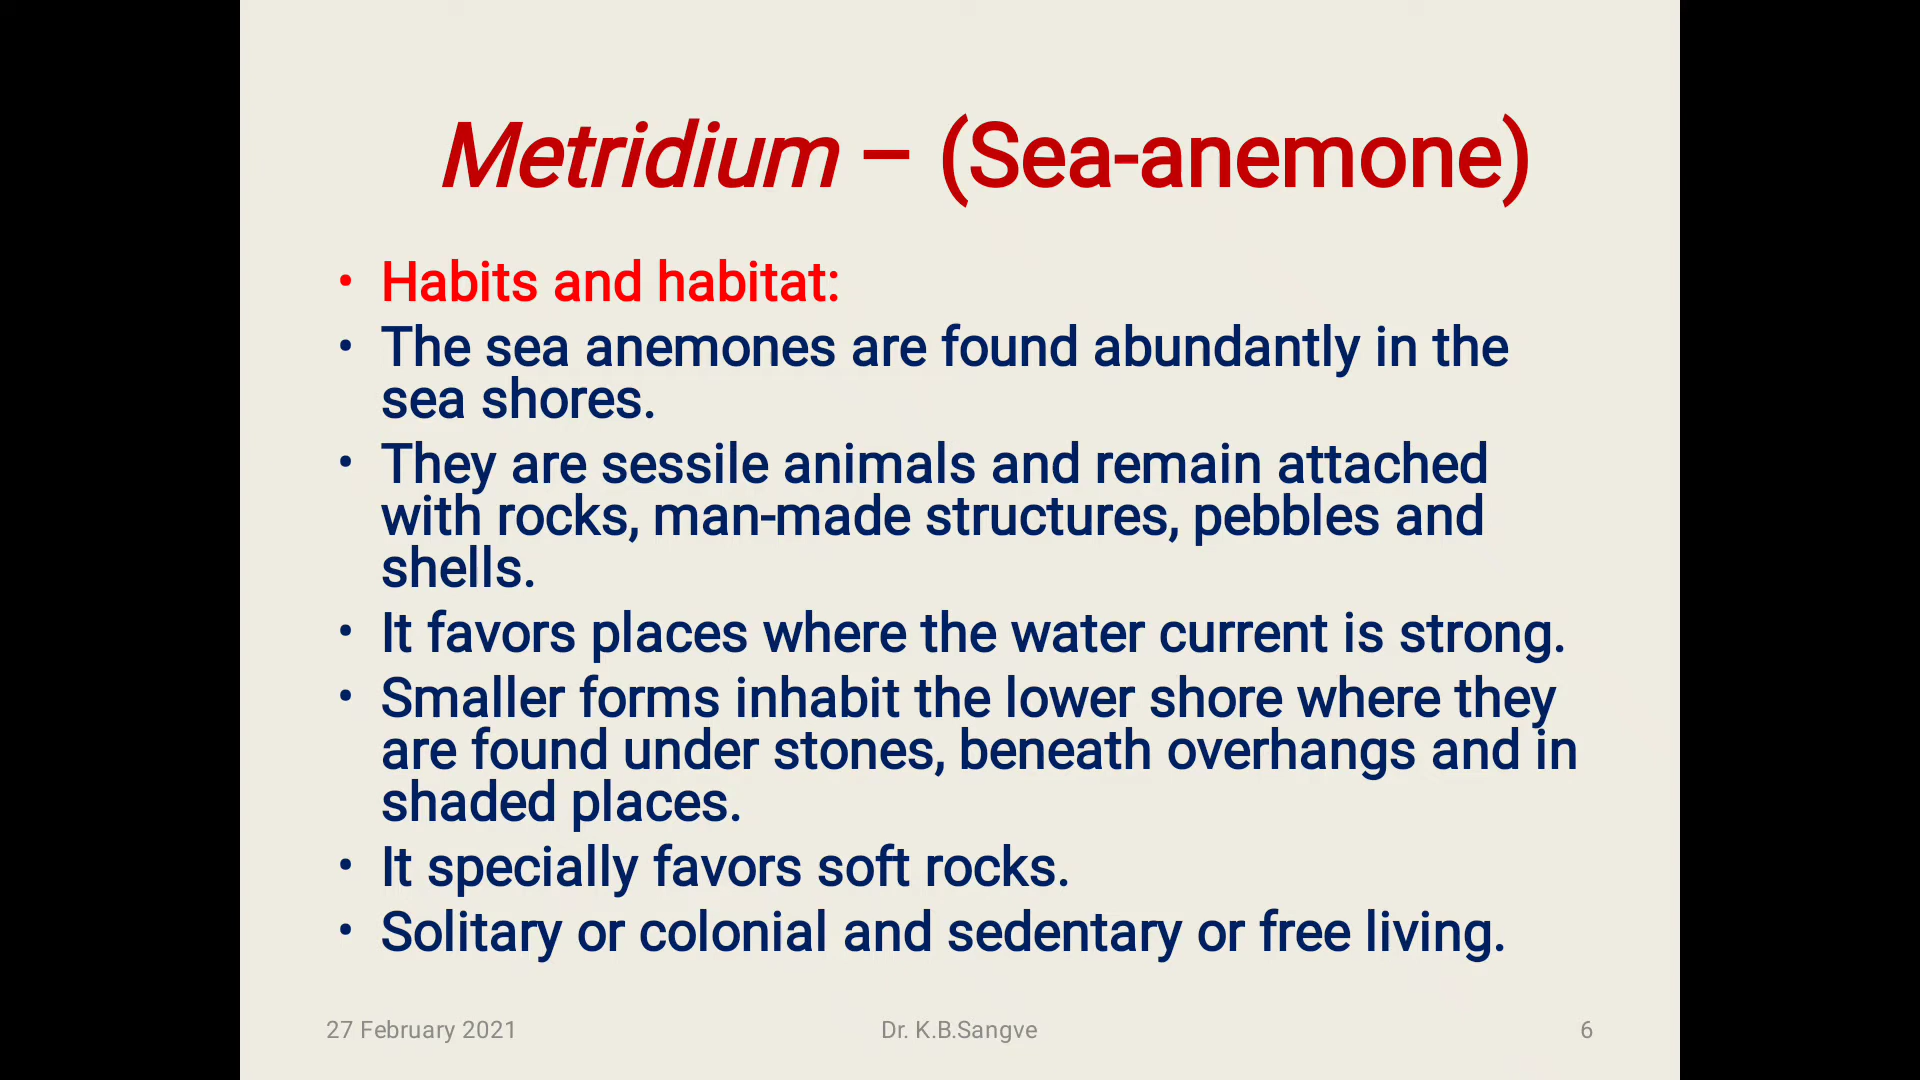 Metridium – (Sea-anemone)
• Habits and habitat:
• The sea anemones are found abundantly in the
sea shores.
• They are sessile animals and remain attached
with rocks, man-made structures, pebbles and
shells.
• It favors places where the water current is strong.
• Smaller forms inhabit the lower shore where they
are found under stones, beneath overhangs and in
shaded places.
• It specially favors soft rocks.
• Solitary or colonial and sedentary or free living.
27 February 2021 Dr. K.B.Sangve 6